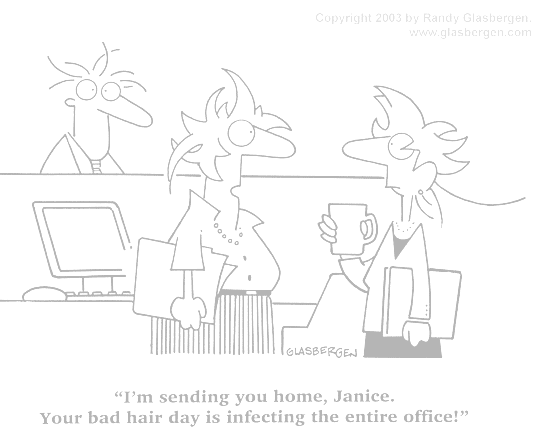 Copyright 2003 by Randy Glasbergen.
www.glasbergen.com
GLASBERGEN
“I’m sending you home, Janice.
Your bad hair day is infecting the entire office!”